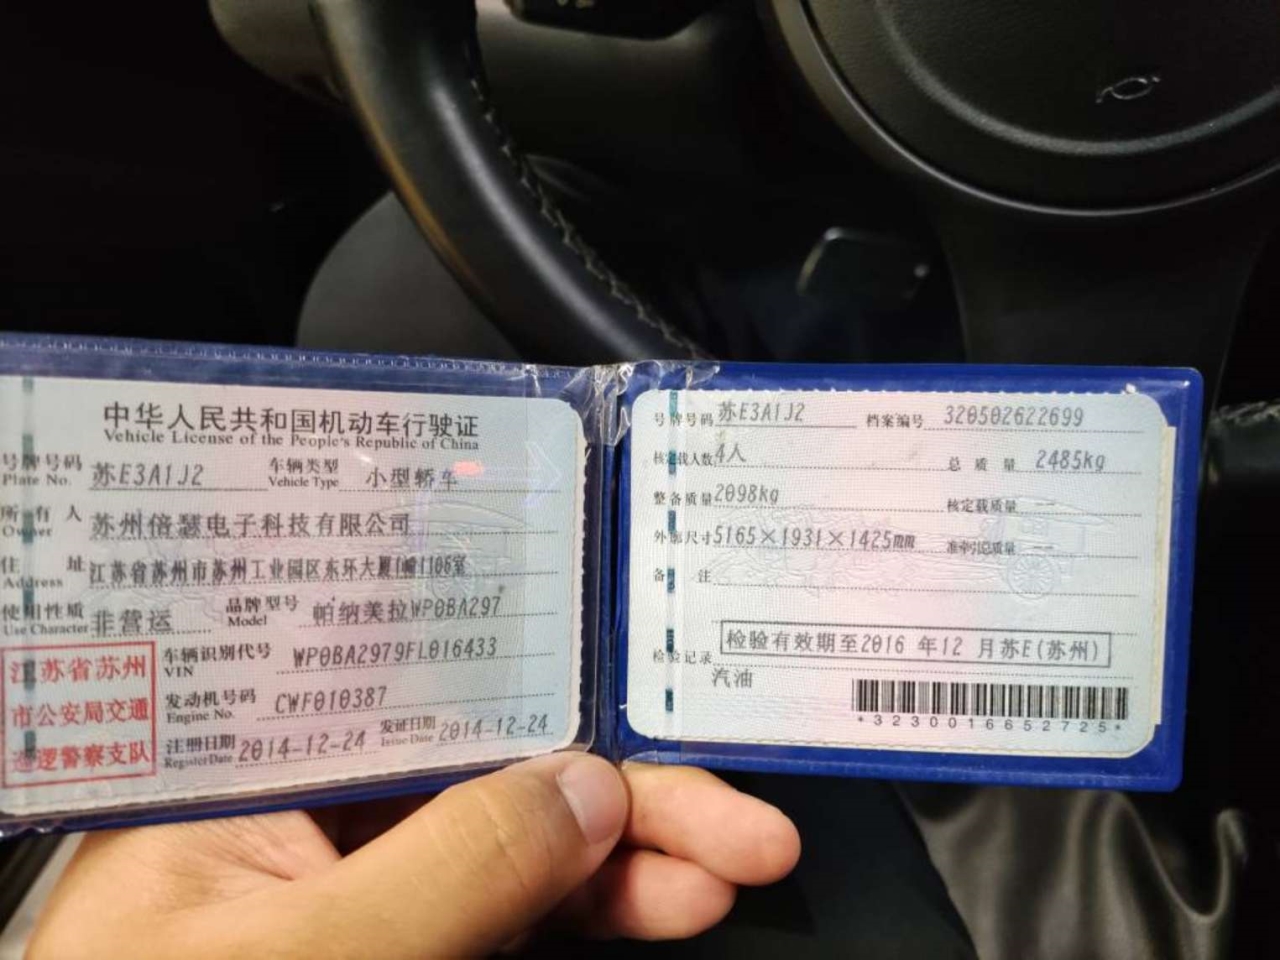 中华人民共和国机动车行驶证
Vehicle License of the People's Republic of China
号牌号码 苏E3A1J2 车辆类型 小型轿车
Plate No. Vehicle Type
所有人 苏州倍瑟电子科技有限公司
Owner
住址 江苏省苏州市苏州工业园区东环大厦1幢1106室
Address
使用性质 非营运 品牌型号 帕纳美拉WP0BA297
Use Character Model
江苏省苏州
市公安局交通
巡逻警察支队
车辆识别代号 WP0BA2979FL016433
VIN
发动机号码 CWF010387
Engine No.
注册日期 2014-12-24 发证日期 2014-12-24
Register Date Issue Date
号牌号码 苏E3A1J2 档案编号 320502622699
核定载人数 4人 总质量 2485kg
整备质量 2098kg 核定载质量 --
外廓尺寸 5165×1931×1425mm 准牵引总质量 --
备注
检验有效期至2016年12月苏E(苏州)
检验记录
汽油
*3230016652725*